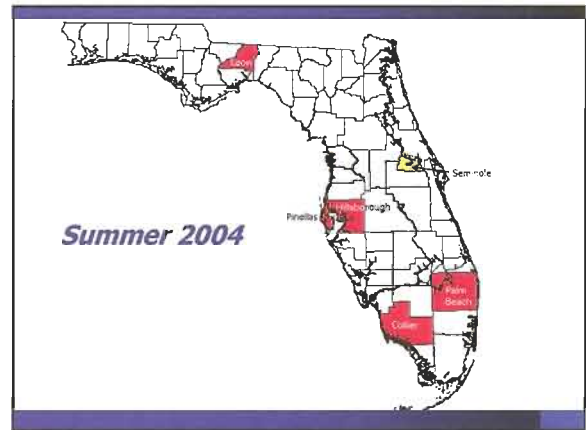 Leon
Seminole
Hillsborough
Pinellas
Summer 2004
Palm
Beach
Collier